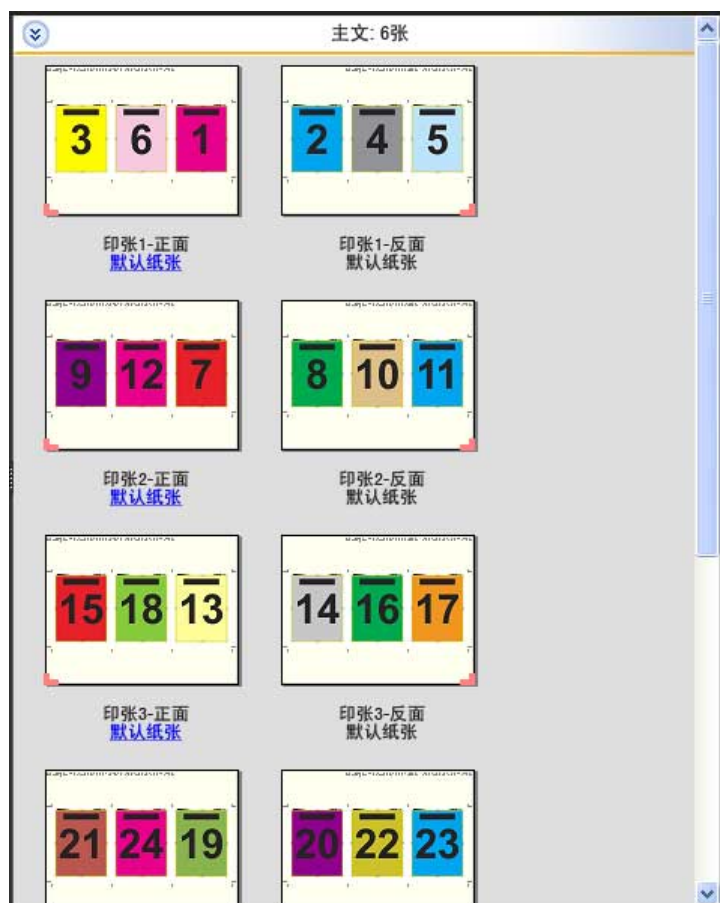 主文: 6张
3 6 1
2 4 5
印张1-正面
默认纸张
印张1-反面
默认纸张
9 12 7
8 10 11
印张2-正面
默认纸张
印张2-反面
默认纸张
15 18 13
14 16 17
印张3-正面
默认纸张
印张3-反面
默认纸张
21 24 19
20 22 23